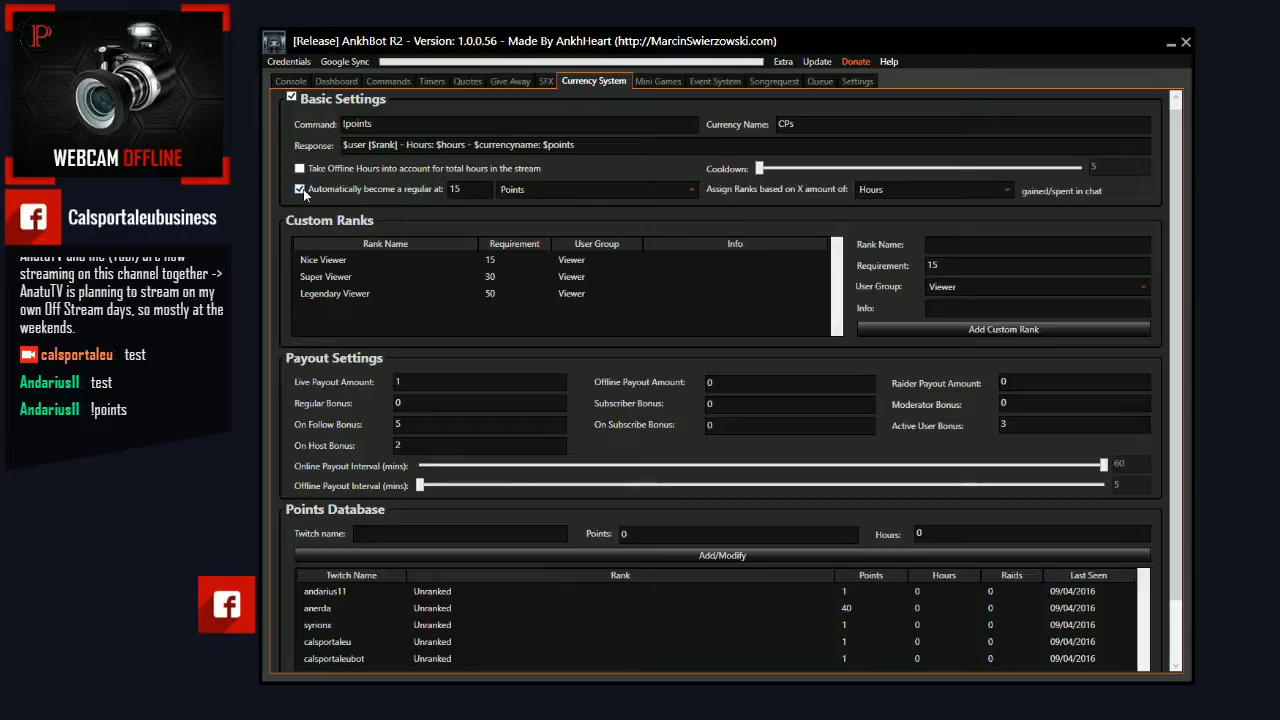 [Release] AnkhBot R2 - Version: 1.0.0.56 - Made By AnkhHeart (http://MarcinSwierzowski.com)
Credentials Google Sync Extra Update Donate Help
Console Dashboard Commands Timers Quotes Give Away SFX Currency System Mini Games Event System Songrequest Queue Settings
Basic Settings
Command: !points Currency Name: CPs
Response: $user [$rank] - Hours: $hours - $currencyname: $points
Take Offline Hours into account for total hours in the stream Cooldown: 5
Automatically become a regular at: 15 Points Assign Ranks based on X amount of: Hours gained/spent in chat
Custom Ranks
Rank Name Requirement User Group Info
Nice Viewer 15 Viewer
Super Viewer 30 Viewer
Legendary Viewer 50 Viewer
Rank Name:
Requirement: 15
User Group: Viewer
Info:
Add Custom Rank
Payout Settings
Live Payout Amount: 1 Offline Payout Amount: 0 Raider Payout Amount: 0
Regular Bonus: 0 Subscriber Bonus: 0 Moderator Bonus: 0
On Follow Bonus: 5 On Subscribe Bonus: 0 Active User Bonus: 3
On Host Bonus: 2
Online Payout Interval (mins): 60
Offline Payout Interval (mins): 5
Points Database
Twitch name: Points: 0 Hours: 0
Add/Modify
Twitch Name Rank Points Hours Raids Last Seen
andarius11 Unranked 1 0 0 09/04/2016
anerda Unranked 40 0 0 09/04/2016
syrionx Unranked 1 0 0 09/04/2016
calsportaleu Unranked 1 0 0 09/04/2016
calsportaleubot Unranked 1 0 0 09/04/2016
WEBCAM OFFLINE
Calsportaleubusiness
AnatuTV and me (Yoel) are now
streaming on this channel together ->
AnatuTV is planning to stream on my
own Off Stream days, so mostly at the
weekends.
calsportaleu test
Andarius11 test
Andarius11 !points